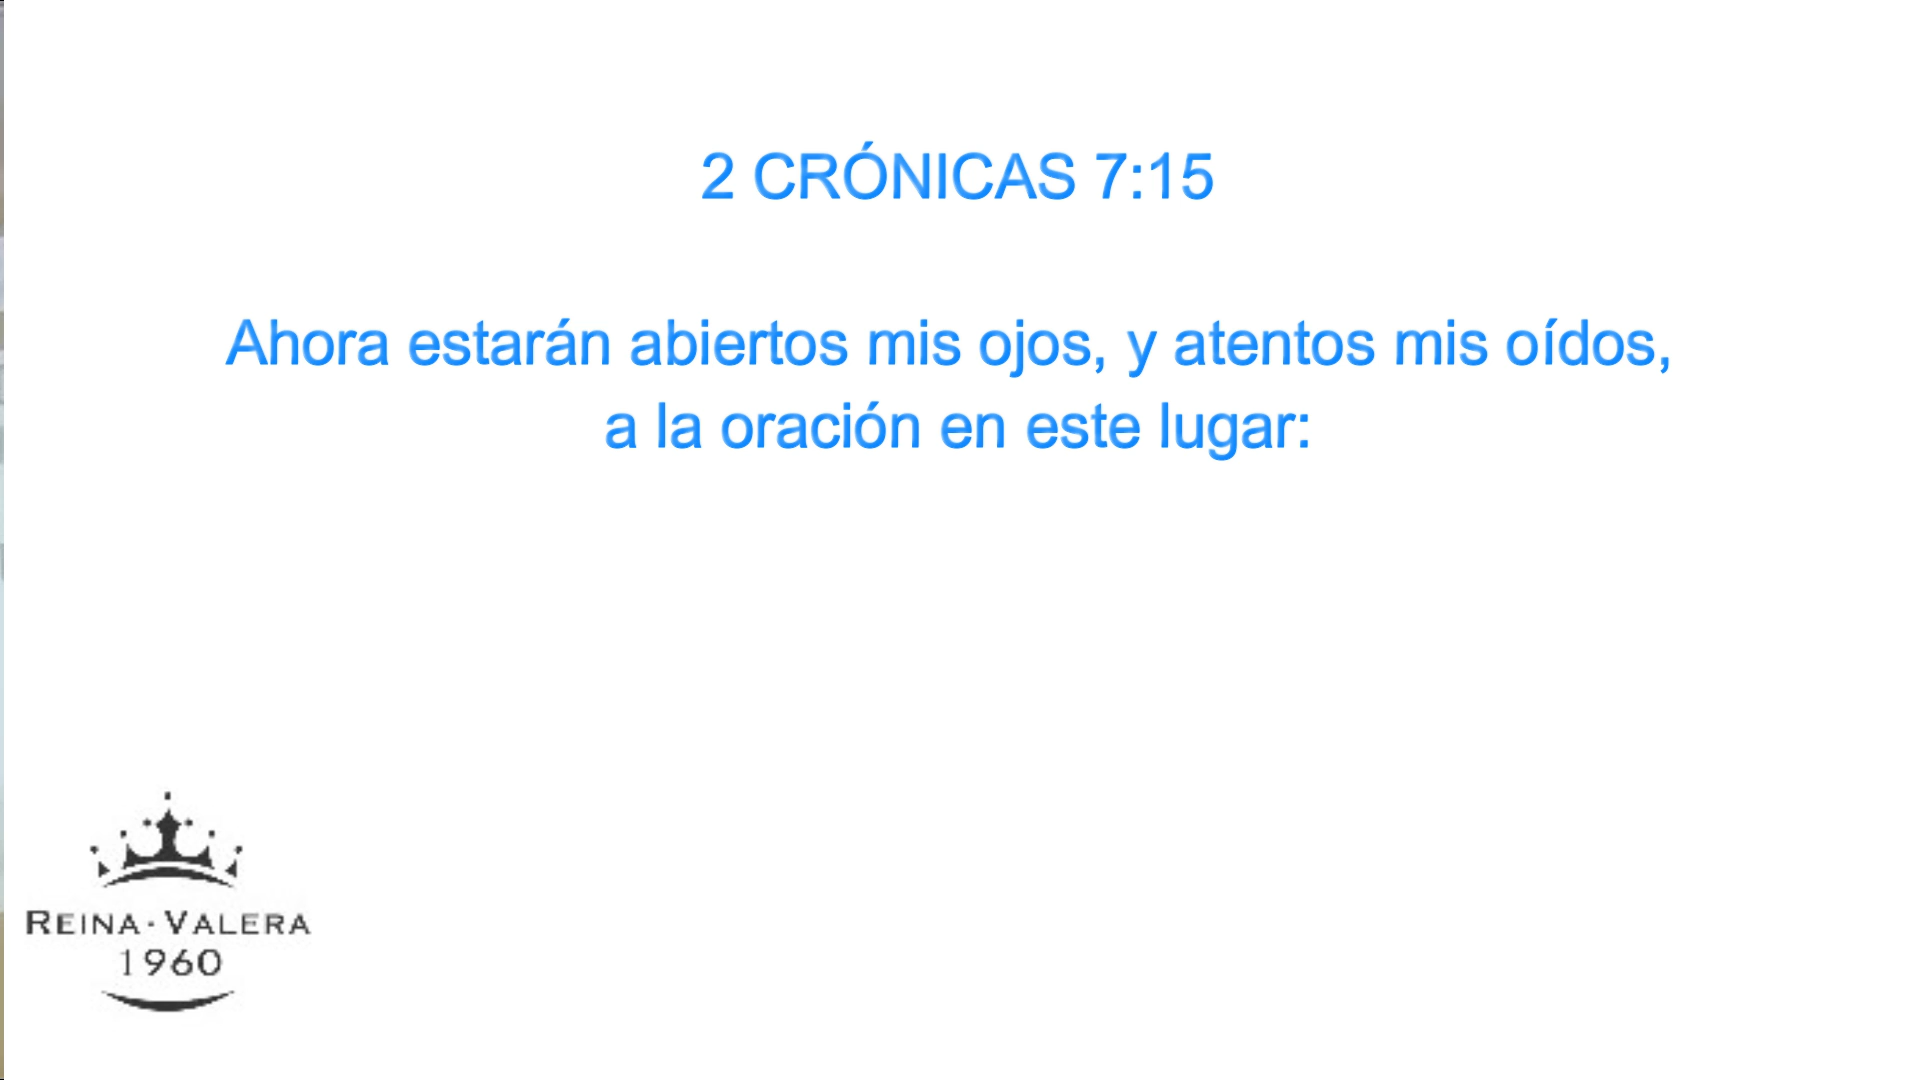 2 CRÓNICAS 7:15
Ahora estarán abiertos mis ojos, y atentos mis oídos,
a la oración en este lugar:
REINA-VALERA
1960